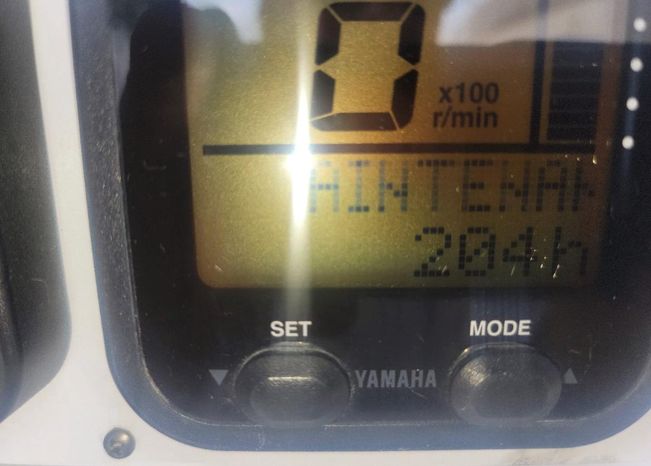 0
x100
r/min
AINTENAN
204h
SET MODE
▼ YAMAHA ▲